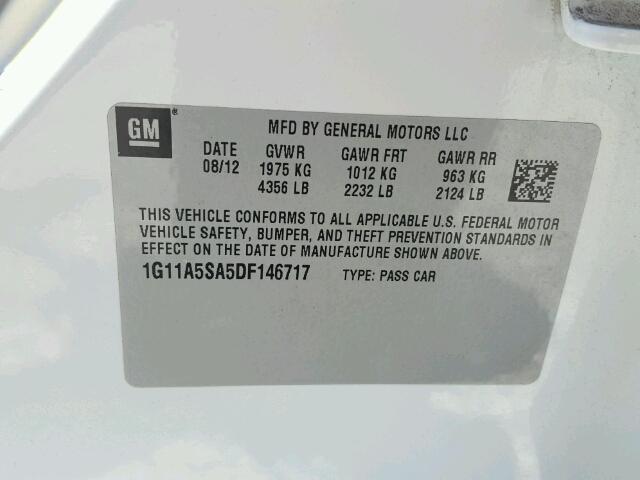 GM ®
MFD BY GENERAL MOTORS LLC
DATE GVWR GAWR FRT GAWR RR
08/12 1975 KG 1012 KG 963 KG
4356 LB 2232 LB 2124 LB
THIS VEHICLE CONFORMS TO ALL APPLICABLE U.S. FEDERAL MOTOR
VEHICLE SAFETY, BUMPER, AND THEFT PREVENTION STANDARDS IN
EFFECT ON THE DATE OF MANUFACTURE SHOWN ABOVE.
1G11A5SA5DF146717 TYPE: PASS CAR